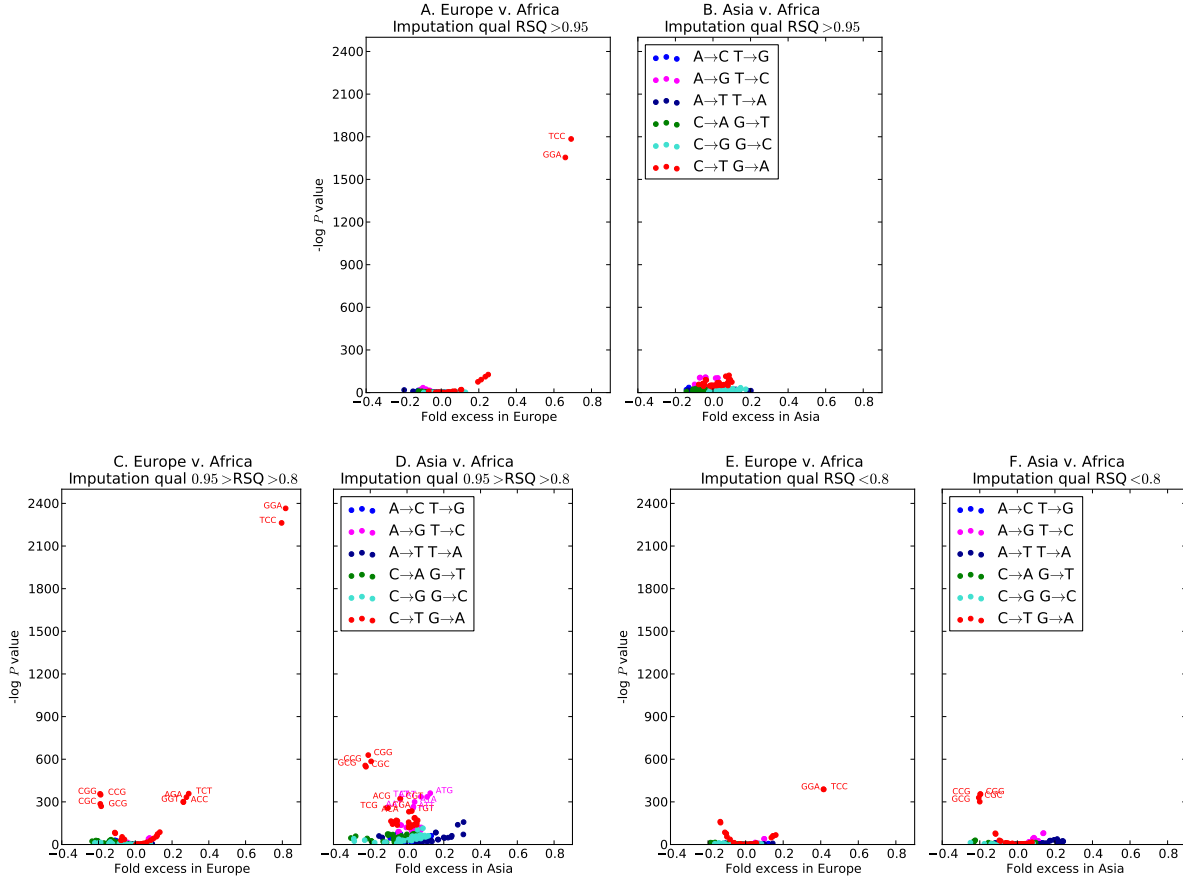 A. Europe v. Africa
Imputation qual RSQ >0.95
B. Asia v. Africa
Imputation qual RSQ >0.95
2400
2100
1800
1500
1200
900
600
300
0
-log P value
TCC
GGA
−0.4 −0.2 0.0 0.2 0.4 0.6 0.8
Fold excess in Europe
A→C T→G
A→G T→C
A→T T→A
C→A G→T
C→G G→C
C→T G→A
−0.4 −0.2 0.0 0.2 0.4 0.6 0.8
Fold excess in Asia
C. Europe v. Africa
Imputation qual 0.95>RSQ >0.8
2400
2100
1800
1500
1200
900
600
300
0
-log P value
GGA
TCC
CGG CCG
CGC GCG
AGA TCT
GGT ACC
−0.4 −0.2 0.0 0.2 0.4 0.6 0.8
Fold excess in Europe
D. Asia v. Africa
Imputation qual 0.95>RSQ >0.8
A→C T→G
A→G T→C
A→T T→A
C→A G→T
C→G G→C
C→T G→A
CGG
CCG
GCG CGC
ATG
ACG
TCG
TGT
−0.4 −0.2 0.0 0.2 0.4 0.6 0.8
Fold excess in Asia
E. Europe v. Africa
Imputation qual RSQ <0.8
2400
2100
1800
1500
1200
900
600
300
0
-log P value
GGA TCC
−0.4 −0.2 0.0 0.2 0.4 0.6 0.8
Fold excess in Europe
F. Asia v. Africa
Imputation qual RSQ <0.8
A→C T→G
A→G T→C
A→T T→A
C→A G→T
C→G G→C
C→T G→A
CCG CGG
GCG CGC
−0.4 −0.2 0.0 0.2 0.4 0.6 0.8
Fold excess in Asia